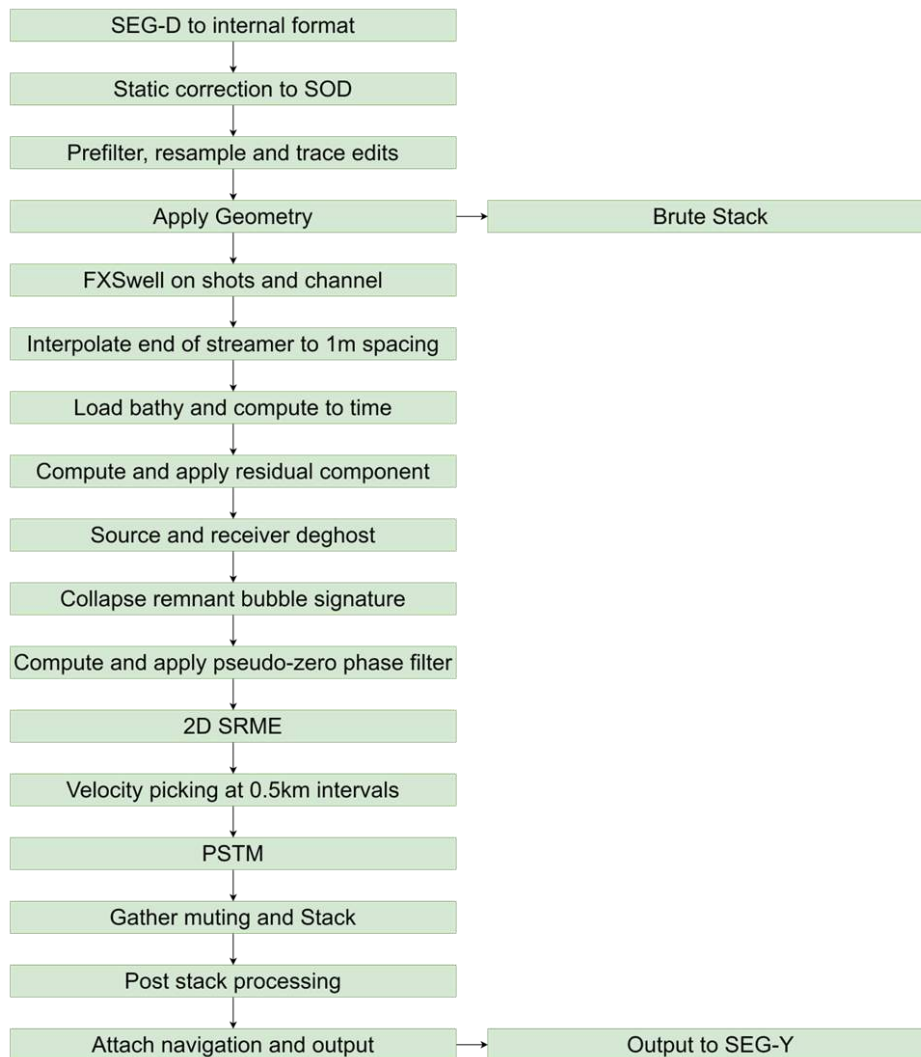 SEG-D to internal format
Static correction to SOD
Prefilter, resample and trace edits
Apply Geometry
Brute Stack
FXSwell on shots and channel
Interpolate end of streamer to 1m spacing
Load bathy and compute to time
Compute and apply residual component
Source and receiver deghost
Collapse remnant bubble signature
Compute and apply pseudo-zero phase filter
2D SRME
Velocity picking at 0.5km intervals
PSTM
Gather muting and Stack
Post stack processing
Attach navigation and output
Output to SEG-Y